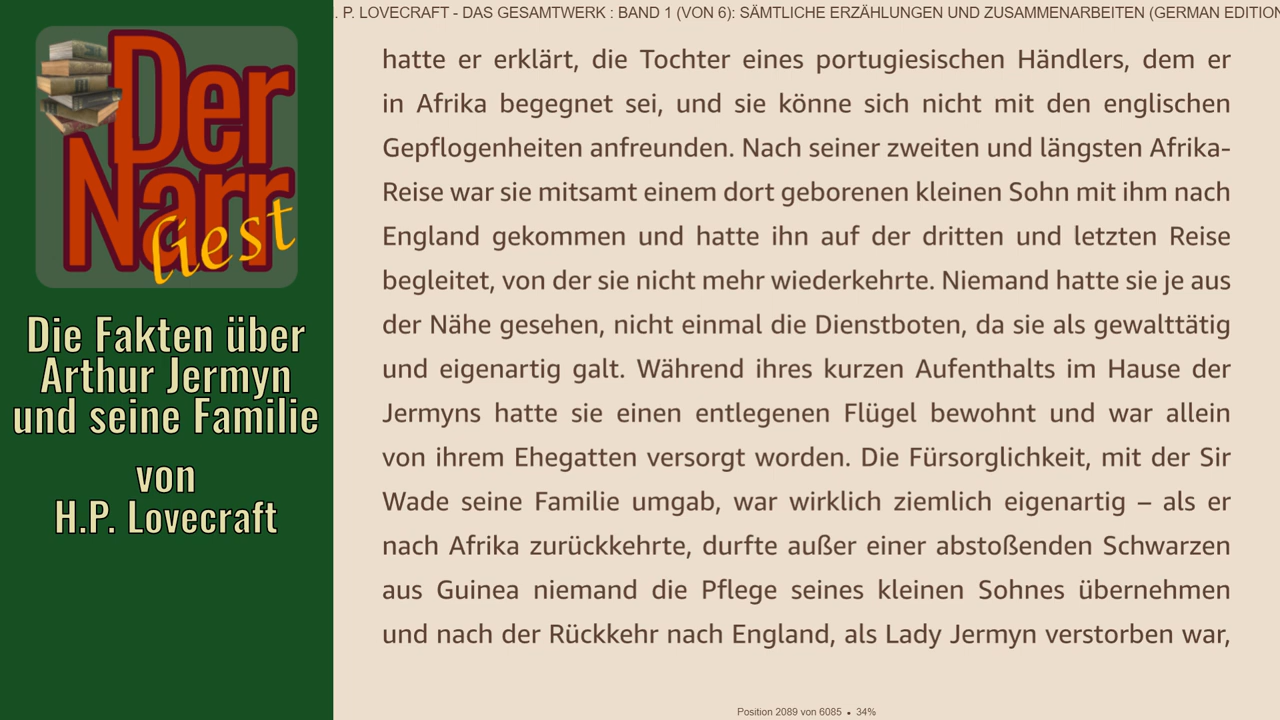 Der
Narr
liest
Die Fakten über
Arthur Jermyn
und seine Familie
von
H.P. Lovecraft
. P. LOVECRAFT - DAS GESAMTWERK : BAND 1 (VON 6): SÄMTLICHE ERZÄHLUNGEN UND ZUSAMMENARBEITEN (GERMAN EDITION
hatte er erklärt, die Tochter eines portugiesischen Händlers, dem er
in Afrika begegnet sei, und sie könne sich nicht mit den englischen
Gepflogenheiten anfreunden. Nach seiner zweiten und längsten Afrika-
Reise war sie mitsamt einem dort geborenen kleinen Sohn mit ihm nach
England gekommen und hatte ihn auf der dritten und letzten Reise
begleitet, von der sie nicht mehr wiederkehrte. Niemand hatte sie je aus
der Nähe gesehen, nicht einmal die Dienstboten, da sie als gewalttätig
und eigenartig galt. Während ihres kurzen Aufenthalts im Hause der
Jermyns hatte sie einen entlegenen Flügel bewohnt und war allein
von ihrem Ehegatten versorgt worden. Die Fürsorglichkeit, mit der Sir
Wade seine Familie umgab, war wirklich ziemlich eigenartig – als er
nach Afrika zurückkehrte, durfte außer einer abstoßenden Schwarzen
aus Guinea niemand die Pflege seines kleinen Sohnes übernehmen
und nach der Rückkehr nach England, als Lady Jermyn verstorben war,
Position 2089 von 6085 • 34%